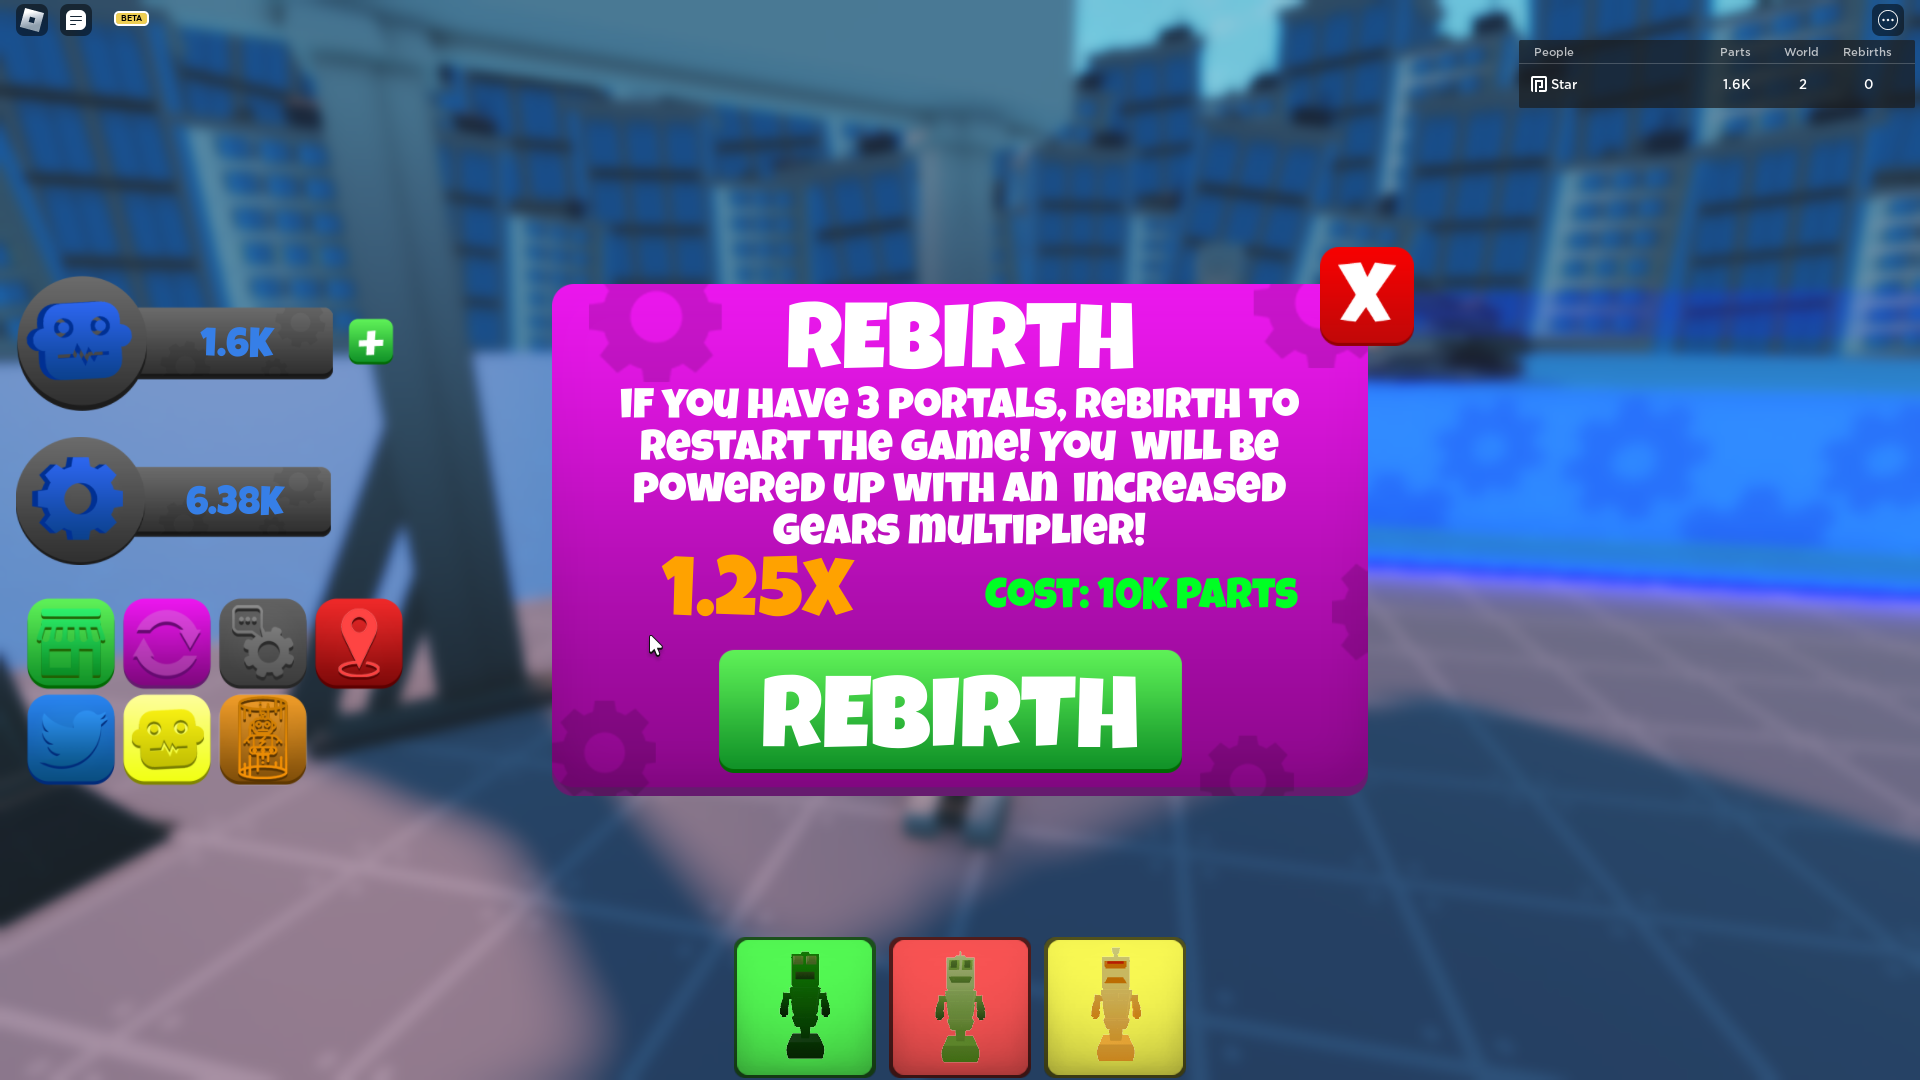 BETA
People Parts World Rebirths
Star 1.6K 2 0
1.6K
6.38K
X
REBIRTH
IF YOU HAVE 3 PORTALS, REBIRTH TO
RESTART THE GAME! YOU WILL BE
POWERED UP WITH AN INCREASED
GEARS MULTIPLIER!
1.25X
COST: 10K PARTS
REBIRTH